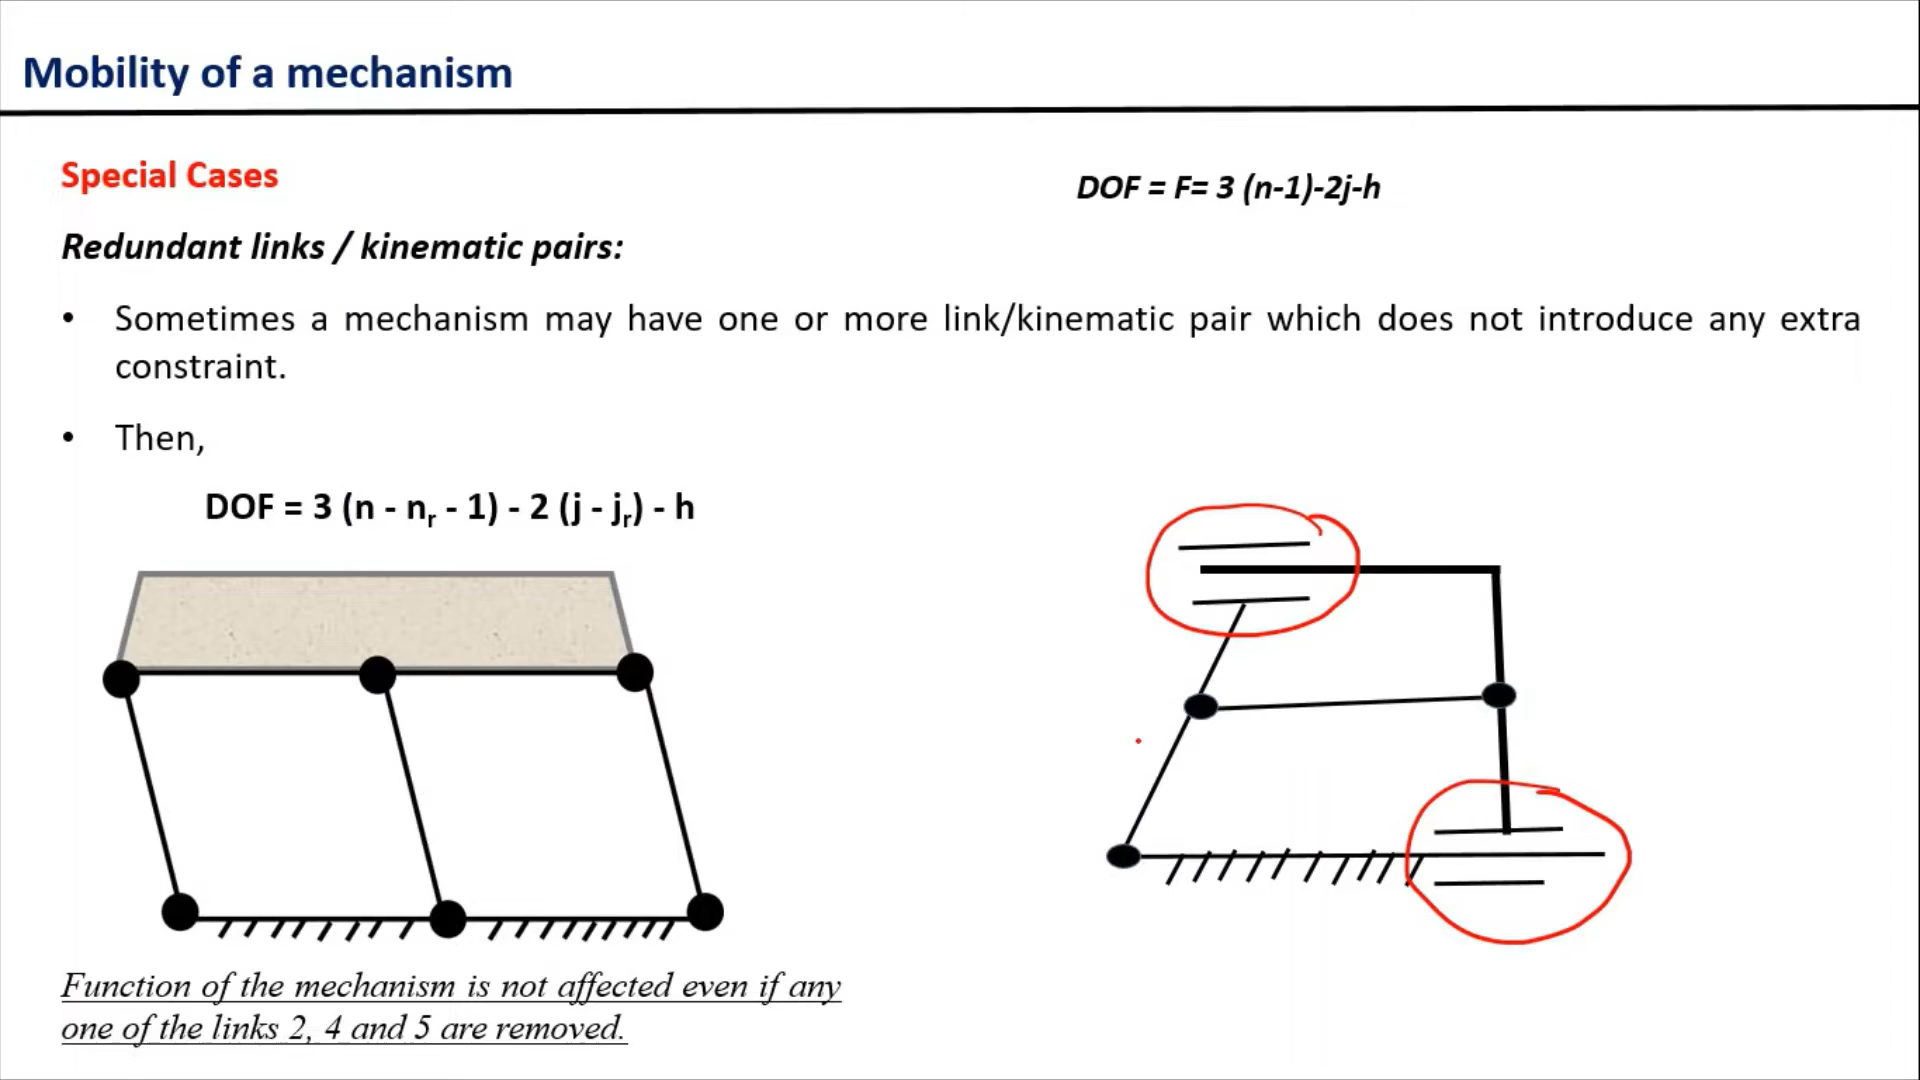 Mobility of a mechanism
Special Cases
DOF = F= 3 (n-1)-2j-h
Redundant links / kinematic pairs:
• Sometimes a mechanism may have one or more link/kinematic pair which does not introduce any extra
constraint.
• Then,
DOF = 3 (n - nr - 1) - 2 (j - jr) - h
Function of the mechanism is not affected even if any
one of the links 2, 4 and 5 are removed.